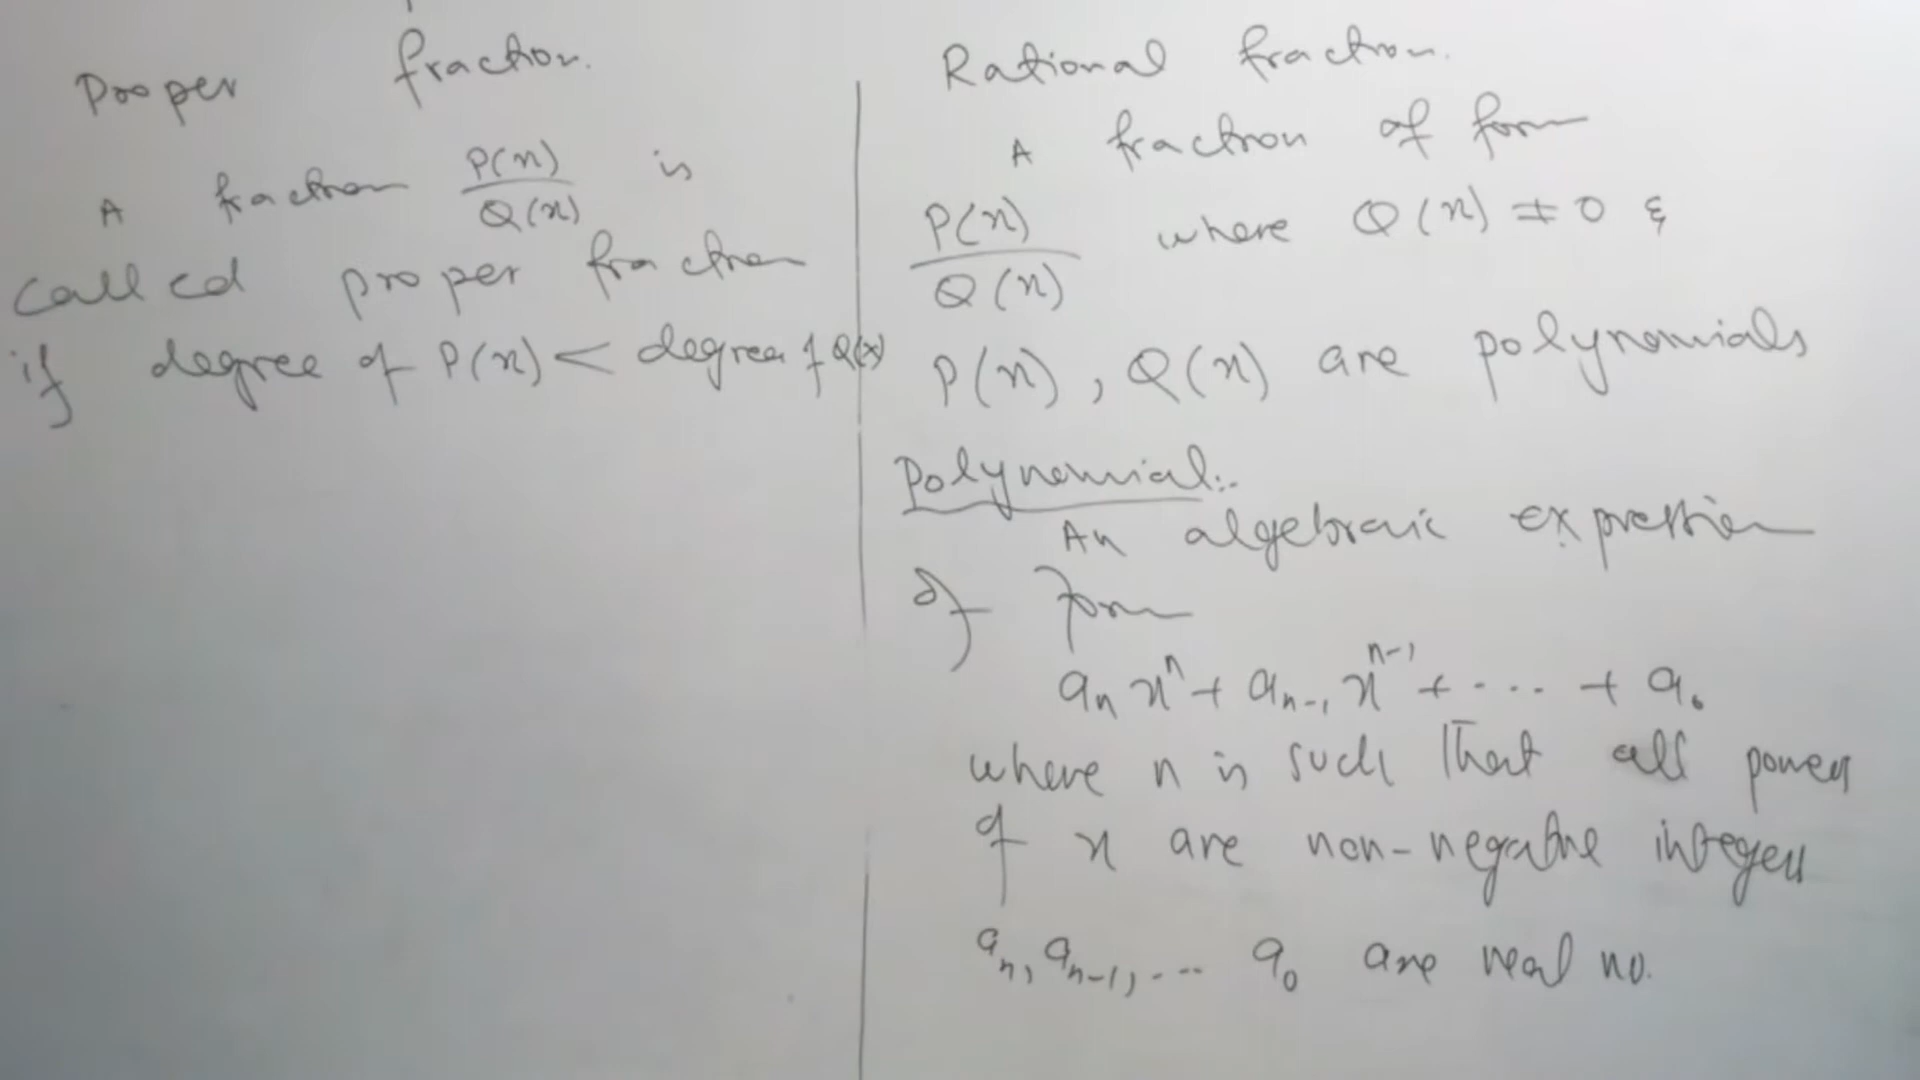 Proper fraction.
A fraction P(x)/Q(x) is
called proper fraction
if degree of P(x) < degree of Q(x)
Rational fraction.
A fraction of form
P(x)/Q(x) where Q(x) ≠ 0 &
P(x), Q(x) are polynomials
Polynomial:-
An algebraic expression
of form
aₙxⁿ + aₙ₋₁xⁿ⁻¹ + .... + a₀
where n is such that all powers
of x are non-negative integers
aₙ, aₙ₋₁, ... a₀ are real no.